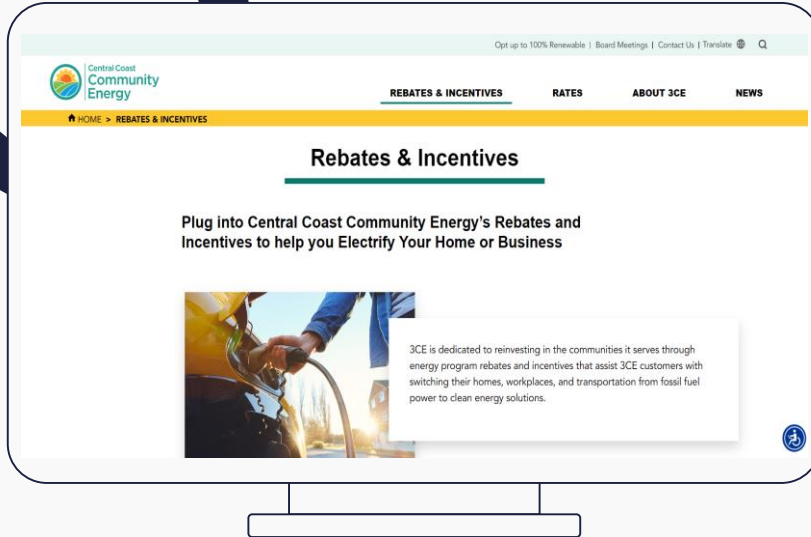 Opt up to 100% Renewable | Board Meetings | Contact Us | Translate
Central Coast
Community
Energy
REBATES & INCENTIVES RATES ABOUT 3CE NEWS
HOME > REBATES & INCENTIVES
Rebates & Incentives
Plug into Central Coast Community Energy's Rebates and
Incentives to help you Electrify Your Home or Business
3CE is dedicated to reinvesting in the communities it serves through
energy program rebates and incentives that assist 3CE customers with
switching their homes, workplaces, and transportation from fossil fuel
power to clean energy solutions.